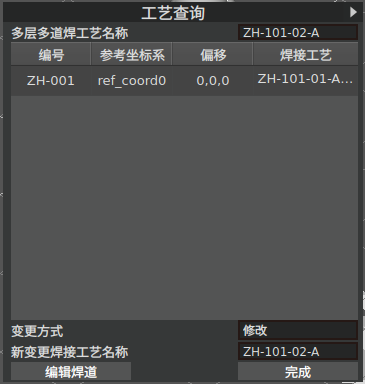 工艺查询
多层多道焊工艺名称 ZH-101-02-A
编号 参考坐标系 偏移 焊接工艺
ZH-001 ref_coord0 0,0,0 ZH-101-01-A...
变更方式 修改
新变更焊接工艺名称 ZH-101-02-A
编辑焊道 完成